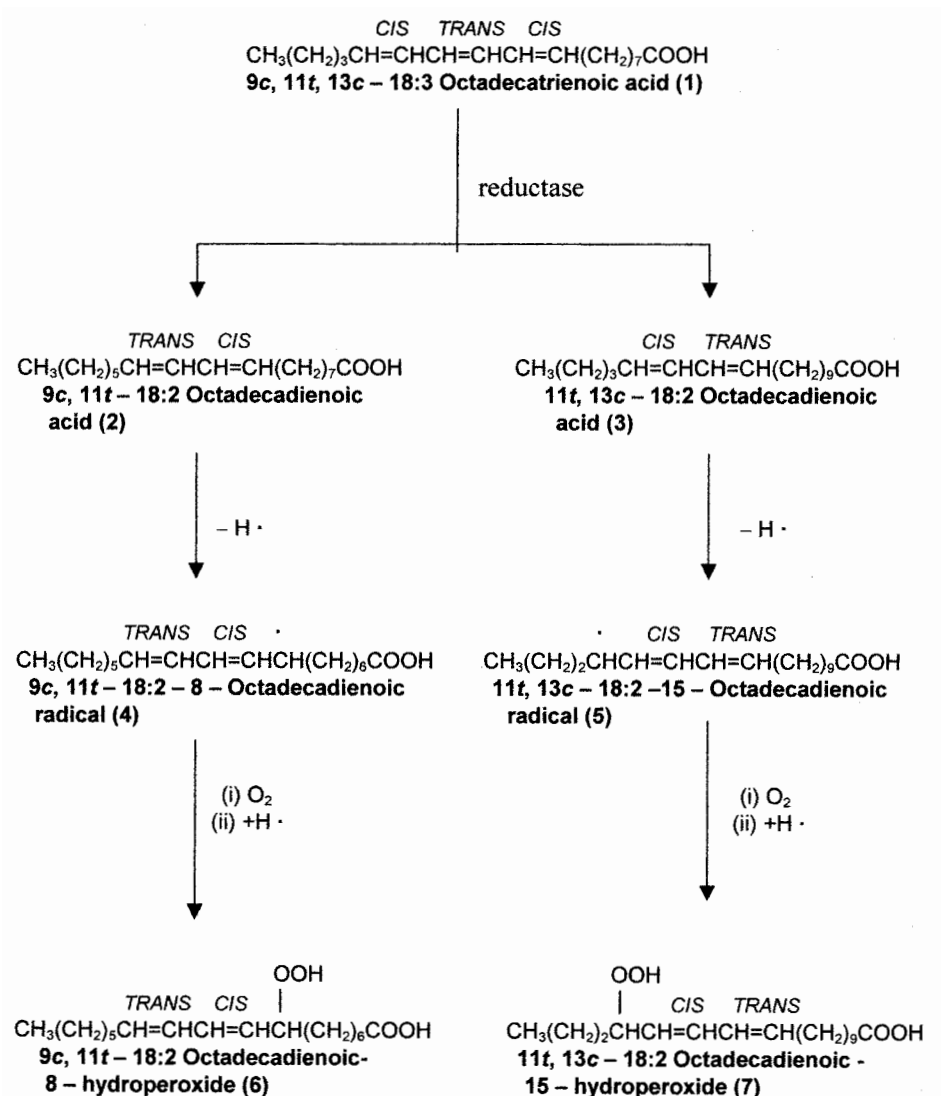 CIS TRANS CIS
CH₃(CH₂)₃CH=CHCH=CHCH=CH(CH₂)₇COOH
9c, 11t, 13c – 18:3 Octadecatrienoic acid (1)
reductase
TRANS CIS
CH₃(CH₂)₅CH=CHCH=CH(CH₂)₇COOH
9c, 11t – 18:2 Octadecadienoic
acid (2)
CIS TRANS
CH₃(CH₂)₃CH=CHCH=CH(CH₂)₉COOH
11t, 13c – 18:2 Octadecadienoic
acid (3)
– H ·
– H ·
TRANS CIS ·
CH₃(CH₂)₅CH=CHCH=CHCH(CH₂)₆COOH
9c, 11t – 18:2 – 8 – Octadecadienoic
radical (4)
· CIS TRANS
CH₃(CH₂)₂CHCH=CHCH=CH(CH₂)₉COOH
11t, 13c – 18:2 –15 – Octadecadienoic
radical (5)
(i) O₂
(ii) +H ·
(i) O₂
(ii) +H ·
OOH
TRANS CIS |
CH₃(CH₂)₅CH=CHCH=CHCH(CH₂)₆COOH
9c, 11t – 18:2 Octadecadienoic-
8 – hydroperoxide (6)
OOH
| CIS TRANS
CH₃(CH₂)₂CHCH=CHCH=CH(CH₂)₉COOH
11t, 13c – 18:2 Octadecadienoic -
15 – hydroperoxide (7)